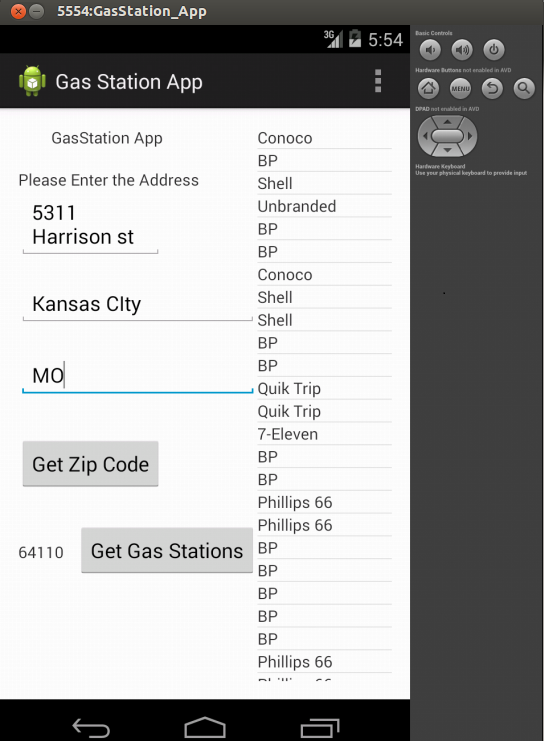 5554:GasStation_App
3G 5:54
Gas Station App
GasStation App
Please Enter the Address
5311
Harrison st
Kansas CIty
MO
Get Zip Code
64110
Get Gas Stations
Conoco
BP
Shell
Unbranded
BP
BP
Conoco
Shell
Shell
BP
BP
Quik Trip
Quik Trip
7-Eleven
BP
BP
Phillips 66
Phillips 66
BP
BP
BP
BP
BP
Phillips 66
Phillips 66
Basic Controls
Hardware Buttons not enabled in AVD
MENU
DPAD not enabled in AVD
Hardware Keyboard
Use your physical keyboard to provide input